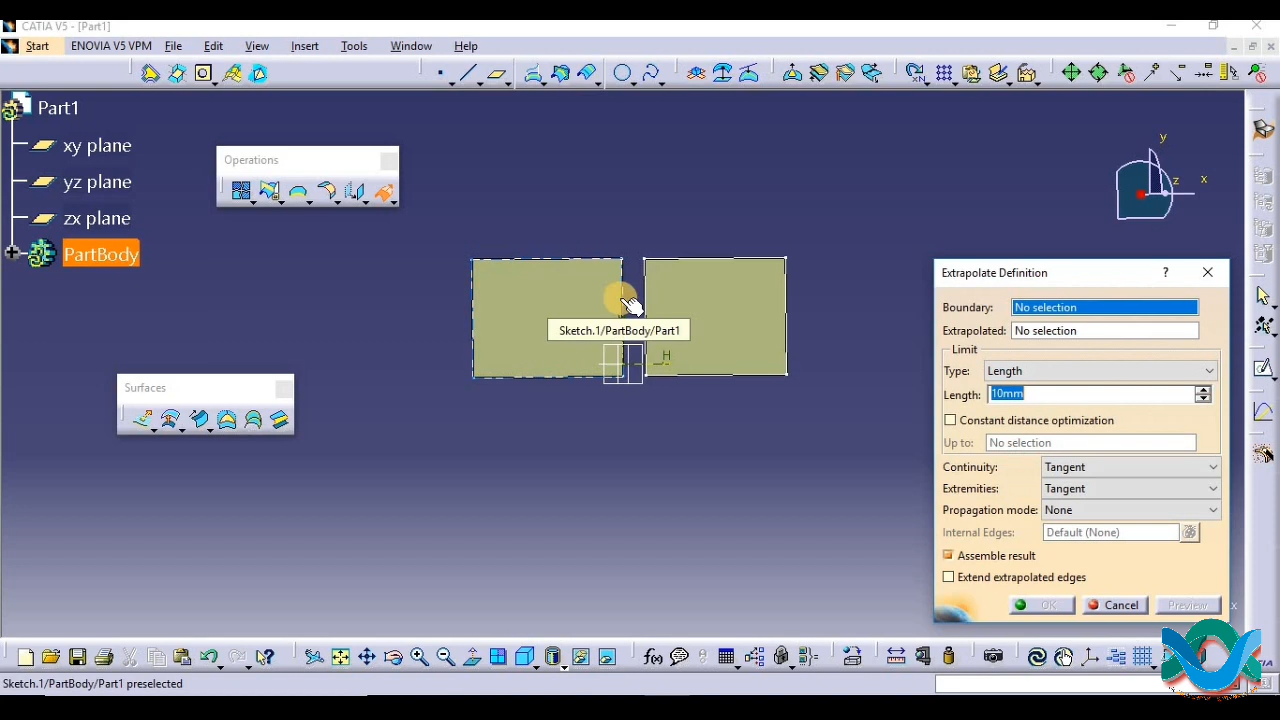 CATIA V5 - [Part1]
Start ENOVIA V5 VPM File Edit View Insert Tools Window Help
Part1
xy plane
yz plane
zx plane
PartBody
Operations
Surfaces
Sketch.1/PartBody/Part1
H
y
z
x
Extrapolate Definition
?
Boundary: No selection
Extrapolated: No selection
Limit
Type: Length
Length: 10mm
Constant distance optimization
Up to: No selection
Continuity: Tangent
Extremities: Tangent
Propagation mode: None
Internal Edges: Default (None)
Assemble result
Extend extrapolated edges
OK Cancel Preview
x
f(x)
Sketch.1/PartBody/Part1 preselected